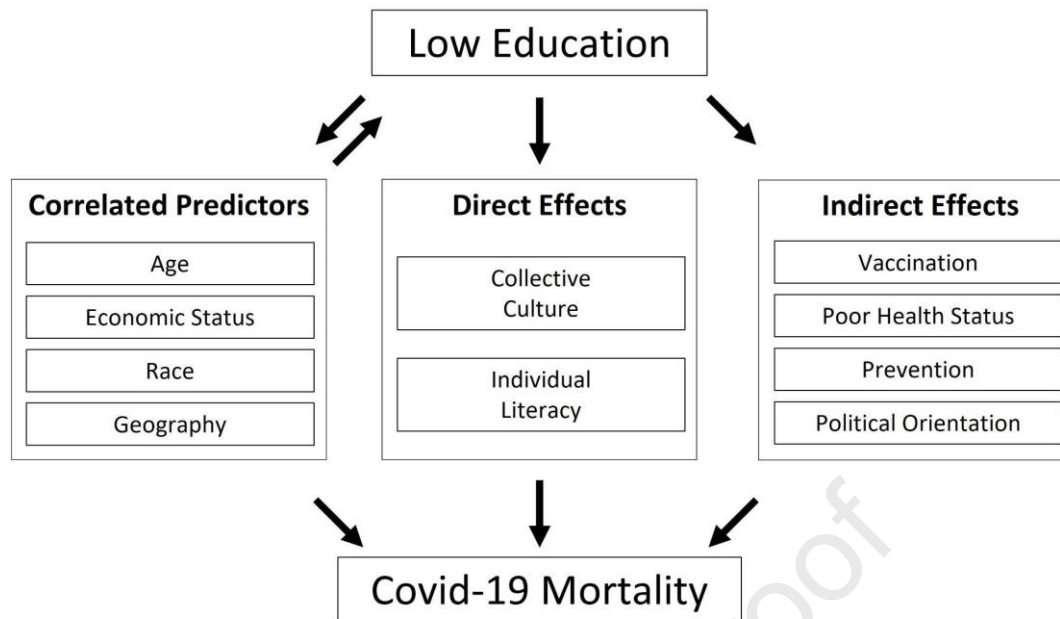 Low Education
Correlated Predictors
Age
Economic Status
Race
Geography
Direct Effects
Collective
Culture
Individual
Literacy
Indirect Effects
Vaccination
Poor Health Status
Prevention
Political Orientation
Covid-19 Mortality
oof